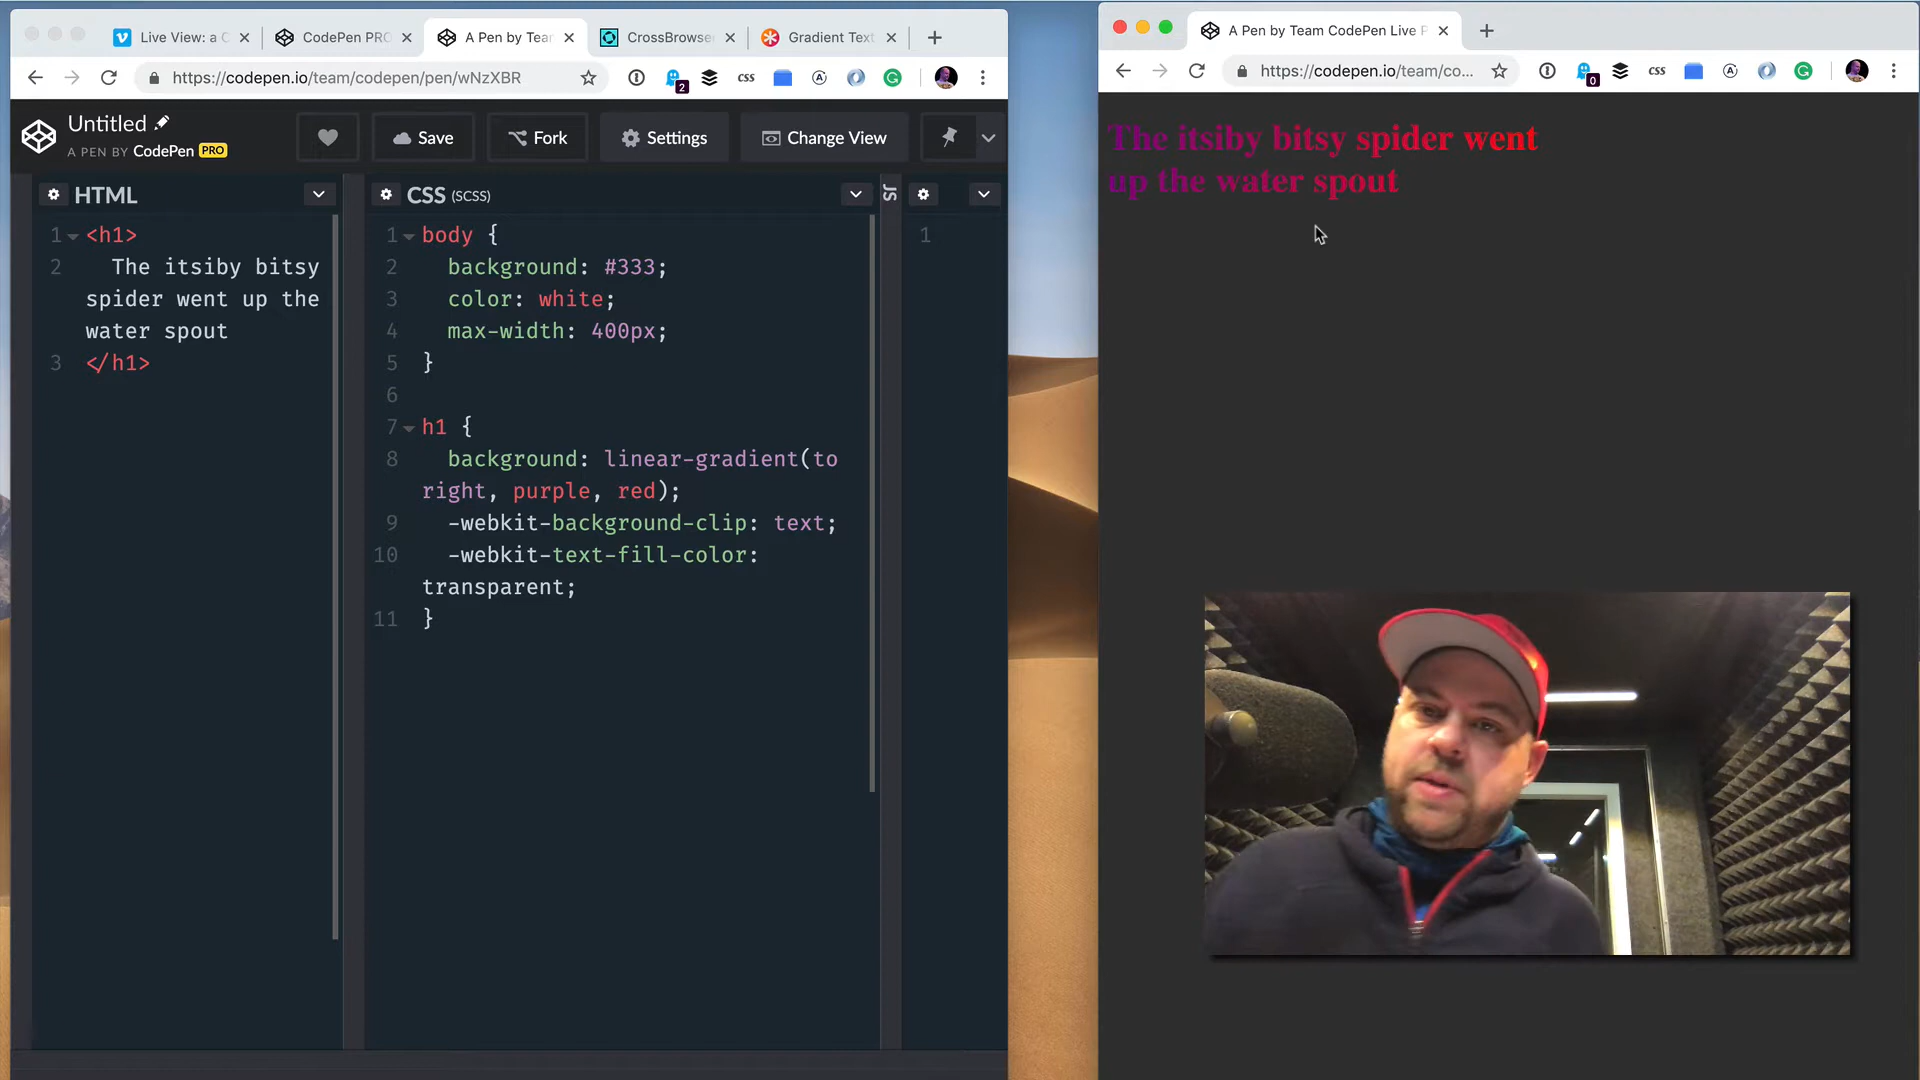 Live View: a C
CodePen PRO
A Pen by Tear
CrossBrowse
Gradient Text
https://codepen.io/team/codepen/pen/wNzXBR
css
2
Untitled
A PEN BY CodePen PRO
Save
Fork
Settings
Change View
HTML
1 <h1>
2 The itsiby bitsy
spider went up the
water spout
3 </h1>
CSS (SCSS)
1 body {
2 background: #333;
3 color: white;
4 max-width: 400px;
5 }
6
7 h1 {
8 background: linear-gradient(to
right, purple, red);
9 -webkit-background-clip: text;
10 -webkit-text-fill-color:
transparent;
11 }
JS
1
A Pen by Team CodePen Live P
https://codepen.io/team/co...
css
0
The itsiby bitsy spider went
up the water spout